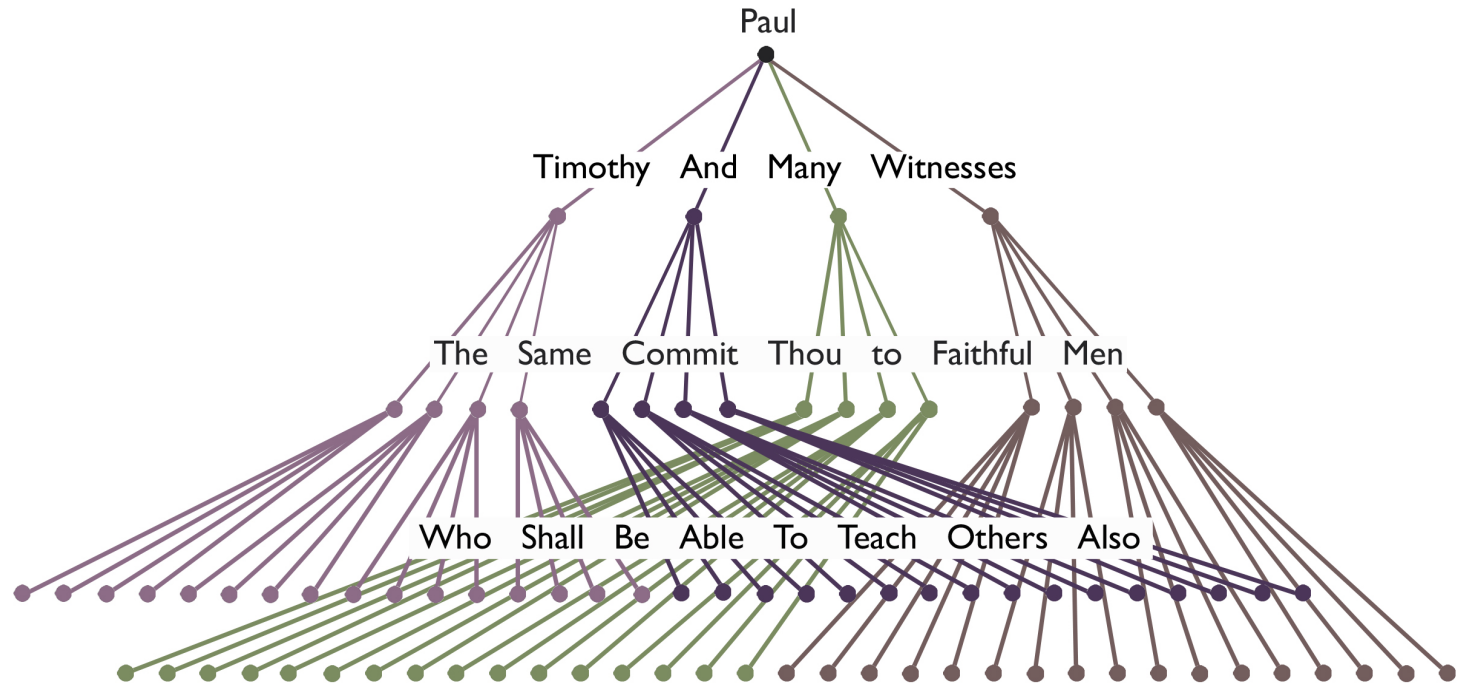 Paul
Timothy And Many Witnesses
The Same Commit Thou to Faithful Men
Who Shall Be Able To Teach Others Also